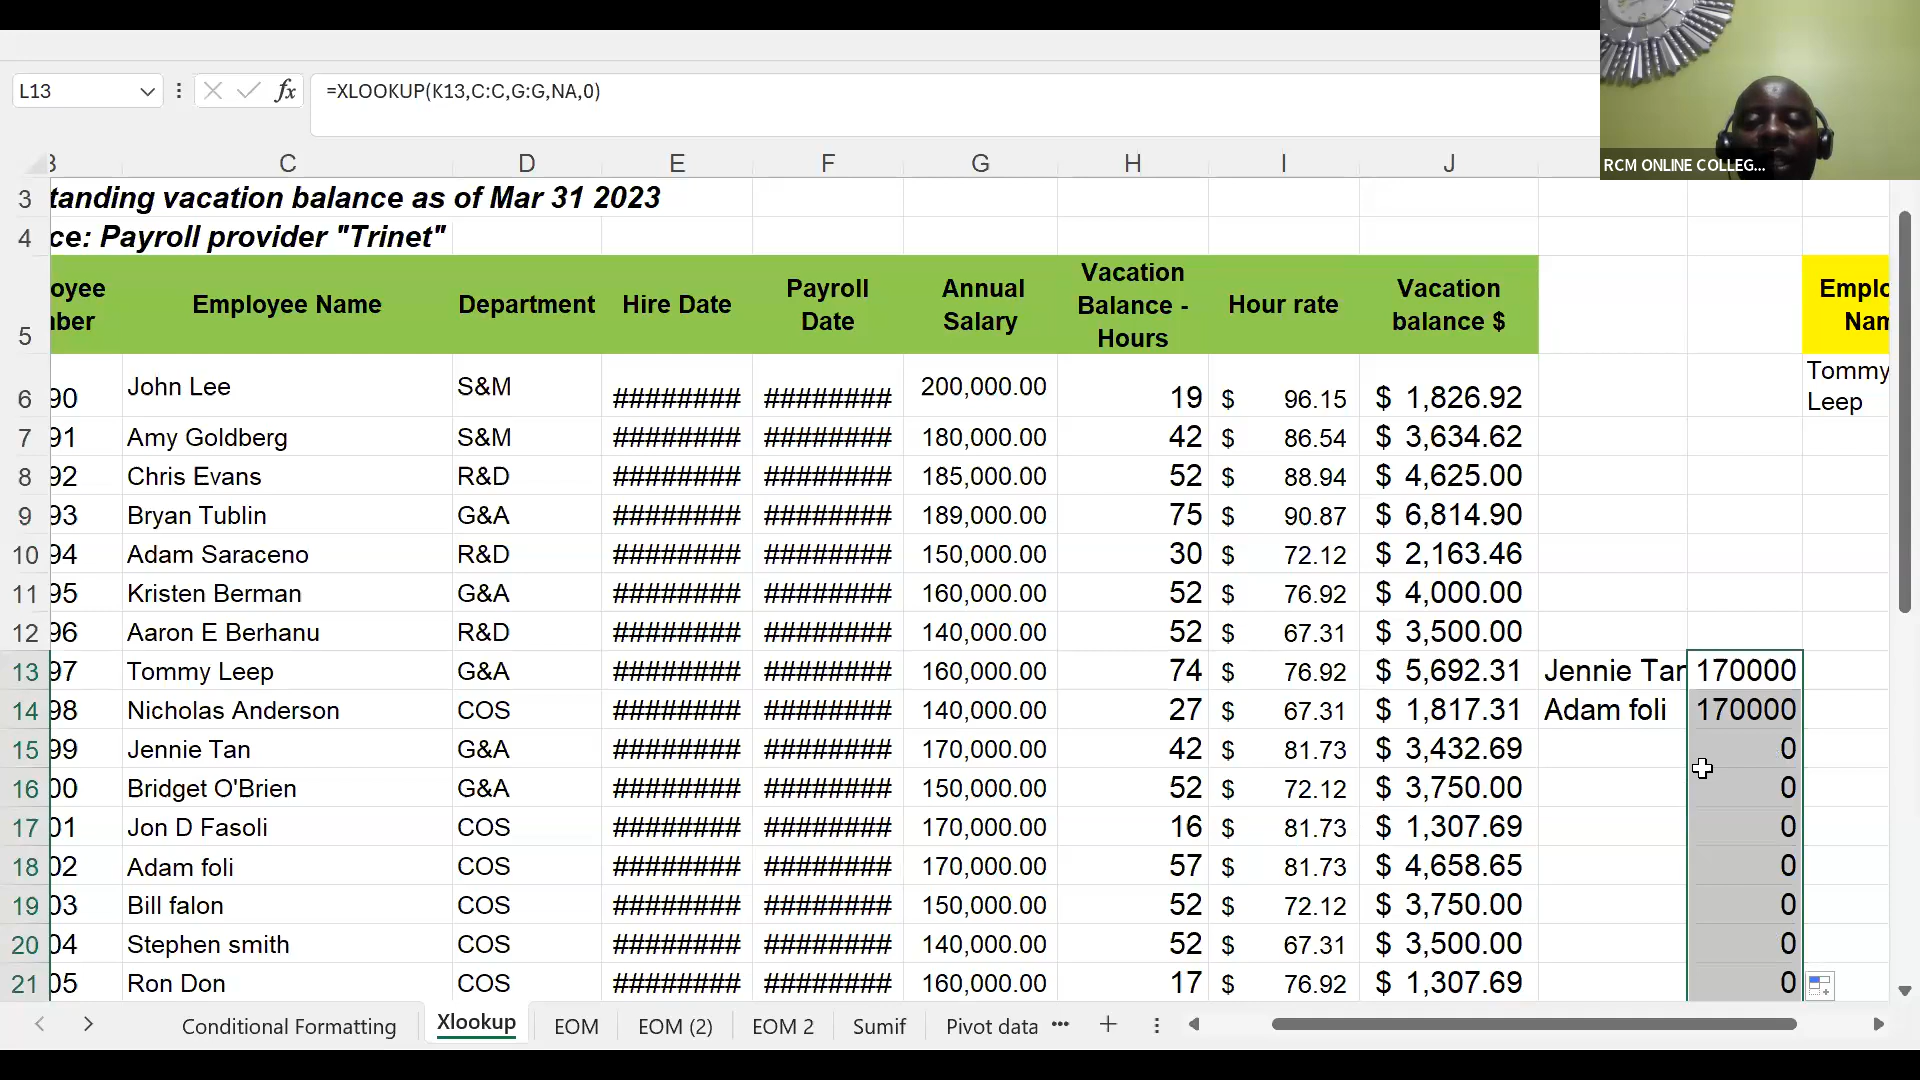 L13
fx
=XLOOKUP(K13,C:C,G:G,NA,0)
RCM ONLINE COLLEG...
C D E F G H I J
3 tanding vacation balance as of Mar 31 2023
4 ce: Payroll provider "Trinet"
5 oyee nber Employee Name Department Hire Date Payroll Date Annual Salary Vacation Balance - Hours Hour rate Vacation balance $ Emplo Nam
6 90 John Lee S&M ######## ######## 200,000.00 19 $ 96.15 $ 1,826.92 Tommy Leep
7 91 Amy Goldberg S&M ######## ######## 180,000.00 42 $ 86.54 $ 3,634.62
8 92 Chris Evans R&D ######## ######## 185,000.00 52 $ 88.94 $ 4,625.00
9 93 Bryan Tublin G&A ######## ######## 189,000.00 75 $ 90.87 $ 6,814.90
10 94 Adam Saraceno R&D ######## ######## 150,000.00 30 $ 72.12 $ 2,163.46
11 95 Kristen Berman G&A ######## ######## 160,000.00 52 $ 76.92 $ 4,000.00
12 96 Aaron E Berhanu R&D ######## ######## 140,000.00 52 $ 67.31 $ 3,500.00
13 97 Tommy Leep G&A ######## ######## 160,000.00 74 $ 76.92 $ 5,692.31 Jennie Tan 170000
14 98 Nicholas Anderson COS ######## ######## 140,000.00 27 $ 67.31 $ 1,817.31 Adam foli 170000
15 99 Jennie Tan G&A ######## ######## 170,000.00 42 $ 81.73 $ 3,432.69 0
16 00 Bridget O'Brien G&A ######## ######## 150,000.00 52 $ 72.12 $ 3,750.00 0
17 01 Jon D Fasoli COS ######## ######## 170,000.00 16 $ 81.73 $ 1,307.69 0
18 02 Adam foli COS ######## ######## 170,000.00 57 $ 81.73 $ 4,658.65 0
19 03 Bill falon COS ######## ######## 150,000.00 52 $ 72.12 $ 3,750.00 0
20 04 Stephen smith COS ######## ######## 140,000.00 52 $ 67.31 $ 3,500.00 0
21 05 Ron Don COS ######## ######## 160,000.00 17 $ 76.92 $ 1,307.69 0
Conditional Formatting Xlookup EOM EOM (2) EOM 2 Sumif Pivot data ...